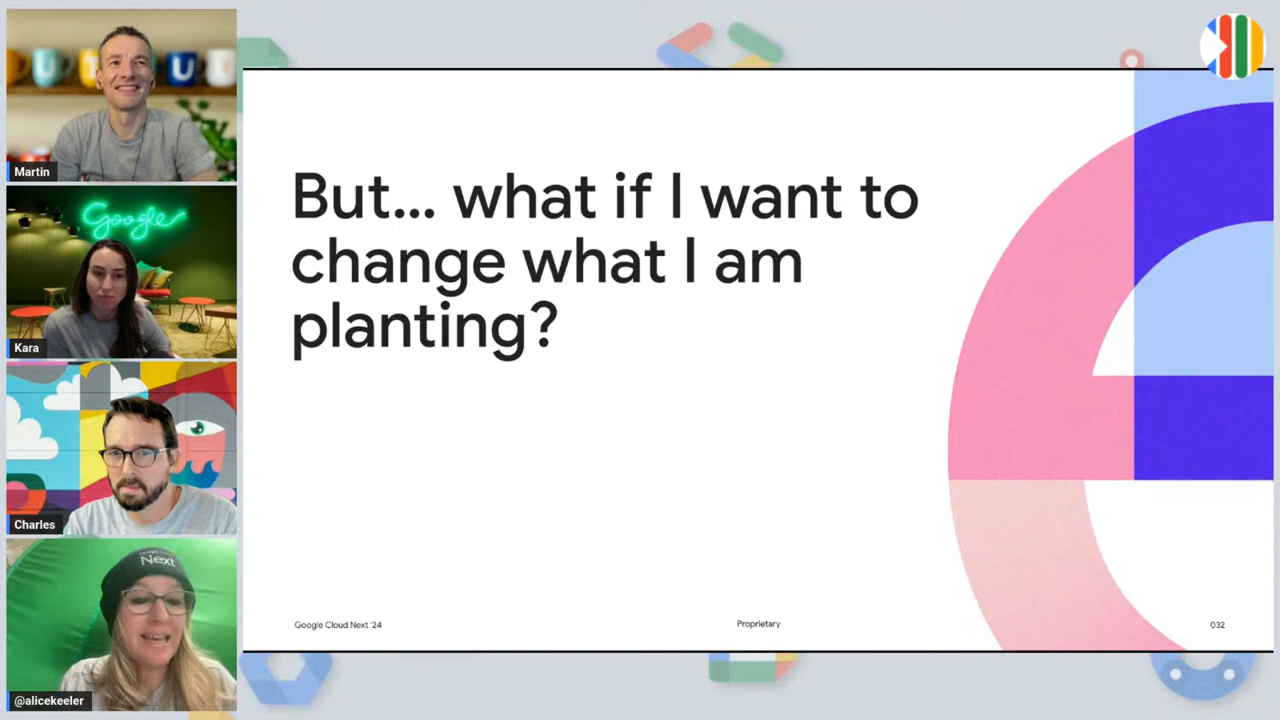 Martin
Google
Kara
Charles
Next
@alicekeeler
But... what if I want to
change what I am
planting?
Google Cloud Next '24
Proprietary
032